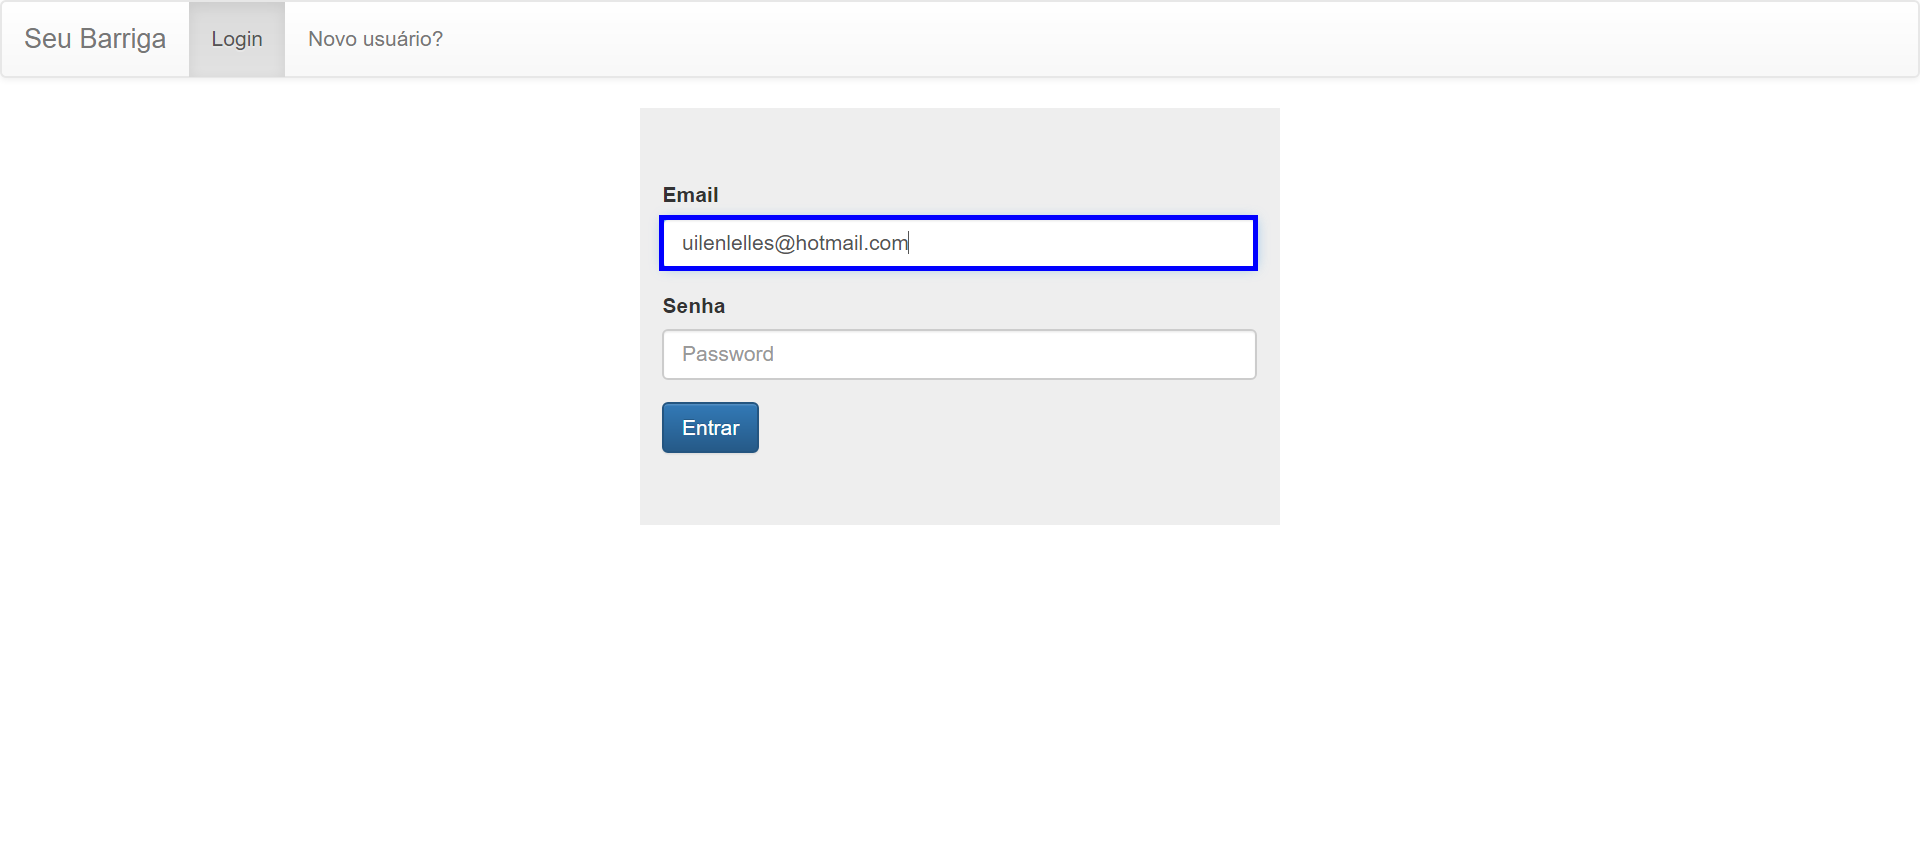 Seu Barriga Login Novo usuário?
Email
uilenlelles@hotmail.com
Senha
Password
Entrar